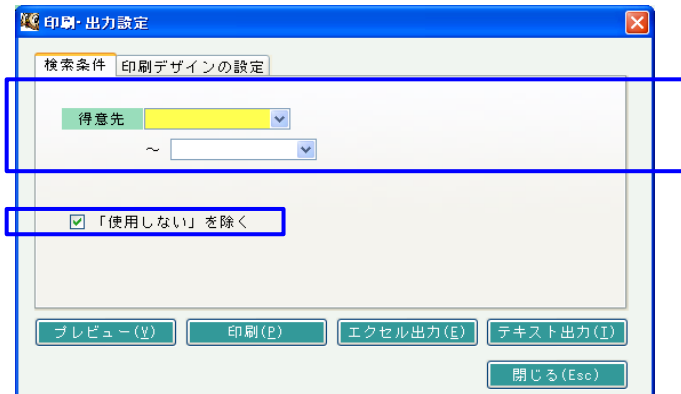 印刷・出力設定
検索条件 印刷デザインの設定
得意先
～
「使用しない」を除く
プレビュー(V) 印刷(P) エクセル出力(E) テキスト出力(T)
閉じる(Esc)